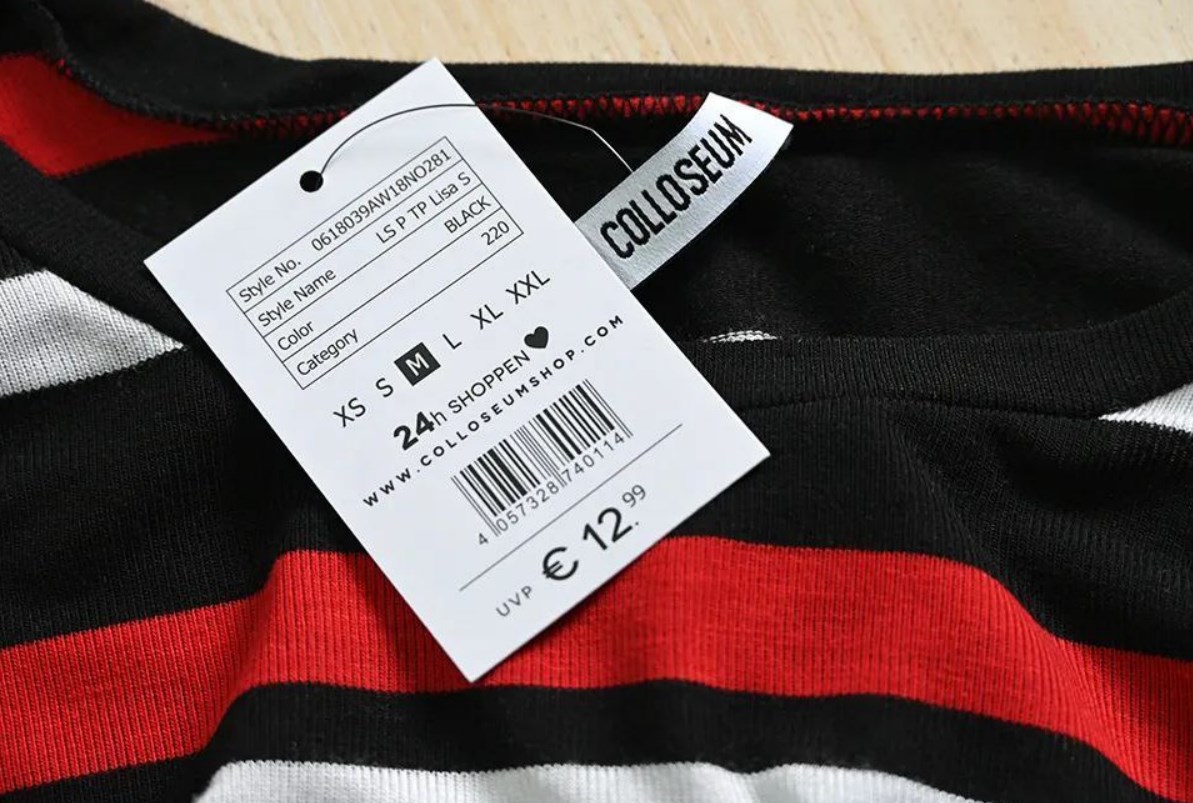 Style No. 0618039AW18NO281
Style Name LS P TP Lisa S
Color BLACK
Category 220
XS S M L XL XXL
24h SHOPPEN
WWW.COLLOSEUMSHOP.COM
4 057328 740114
UVP € 12.99
COLLOSEUM